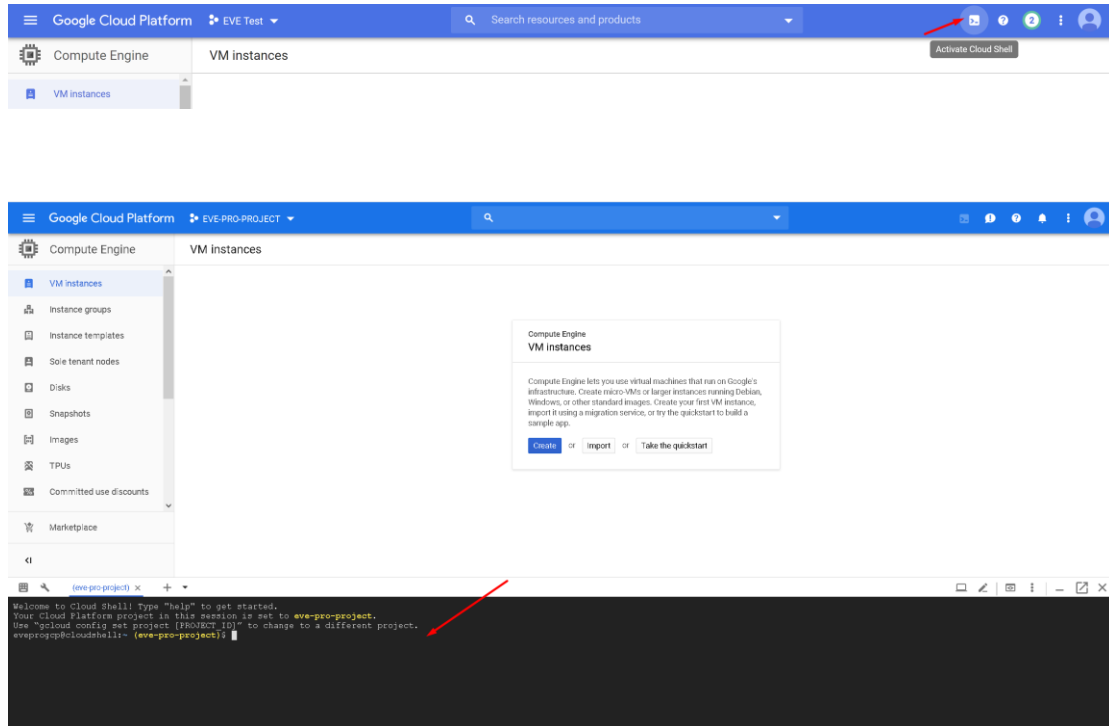 Google Cloud Platform EVE Test Search resources and products 2
Activate Cloud Shell
Compute Engine VM instances
VM instances
Google Cloud Platform EVE-PRO-PROJECT
Compute Engine VM instances
VM instances
Instance groups
Instance templates
Sole tenant nodes
Disks
Snapshots
Images
TPUs
Committed use discounts
Marketplace
Compute Engine
VM instances
Compute Engine lets you use virtual machines that run on Google's
infrastructure. Create micro-VMs or larger instances running Debian,
Windows, or other standard images. Create your first VM instance,
import it using a migration service, or try the quickstart to build a
sample app.
Create or Import or Take the quickstart
(eve-pro-project) × +
Welcome to Cloud Shell! Type "help" to get started.
Your Cloud Platform project in this session is set to eve-pro-project.
Use "gcloud config set project [PROJECT_ID]" to change to a different project.
eveprogcp@cloudshell:~ (eve-pro-project)$